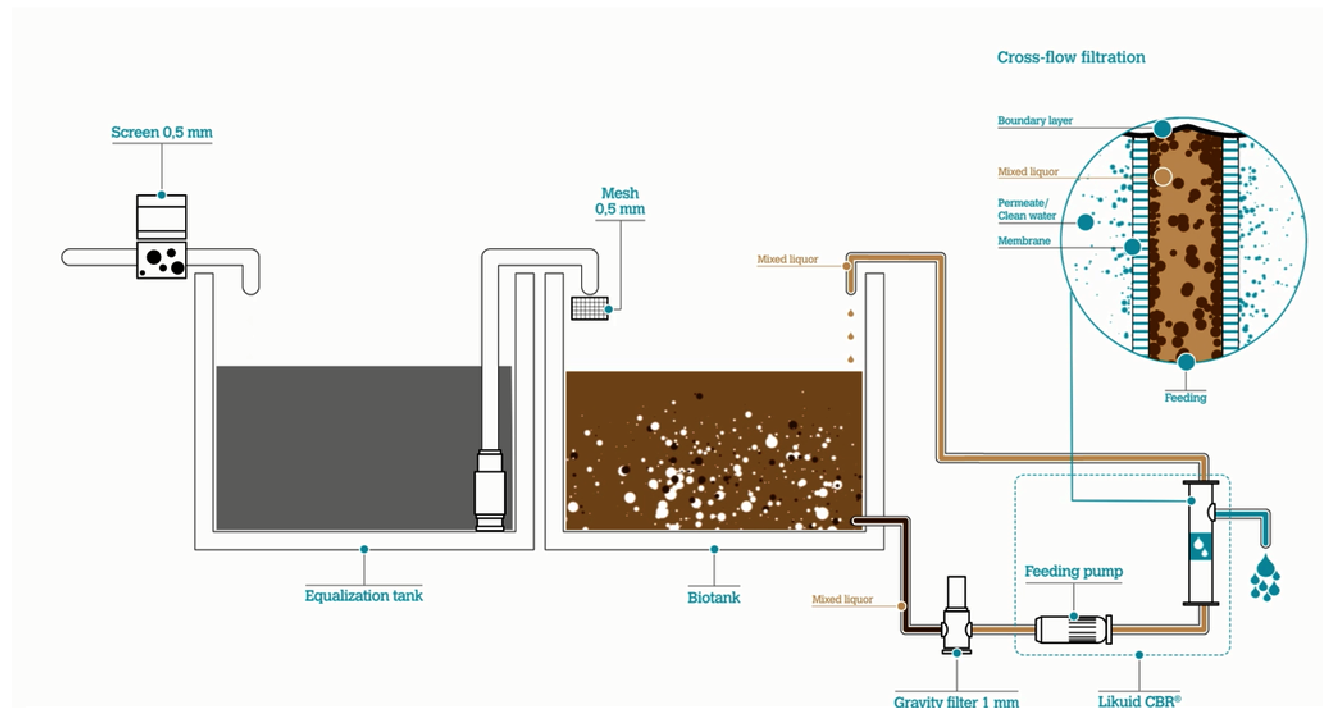 Cross-flow filtration
Screen 0,5 mm
Boundary layer
Mixed liquor
Permeate/
Clean water
Membrane
Mesh
0,5 mm
Mixed liquor
Feeding
Feeding pump
Equalization tank
Biotank
Mixed liquor
Gravity filter 1 mm
Likuid CBR®